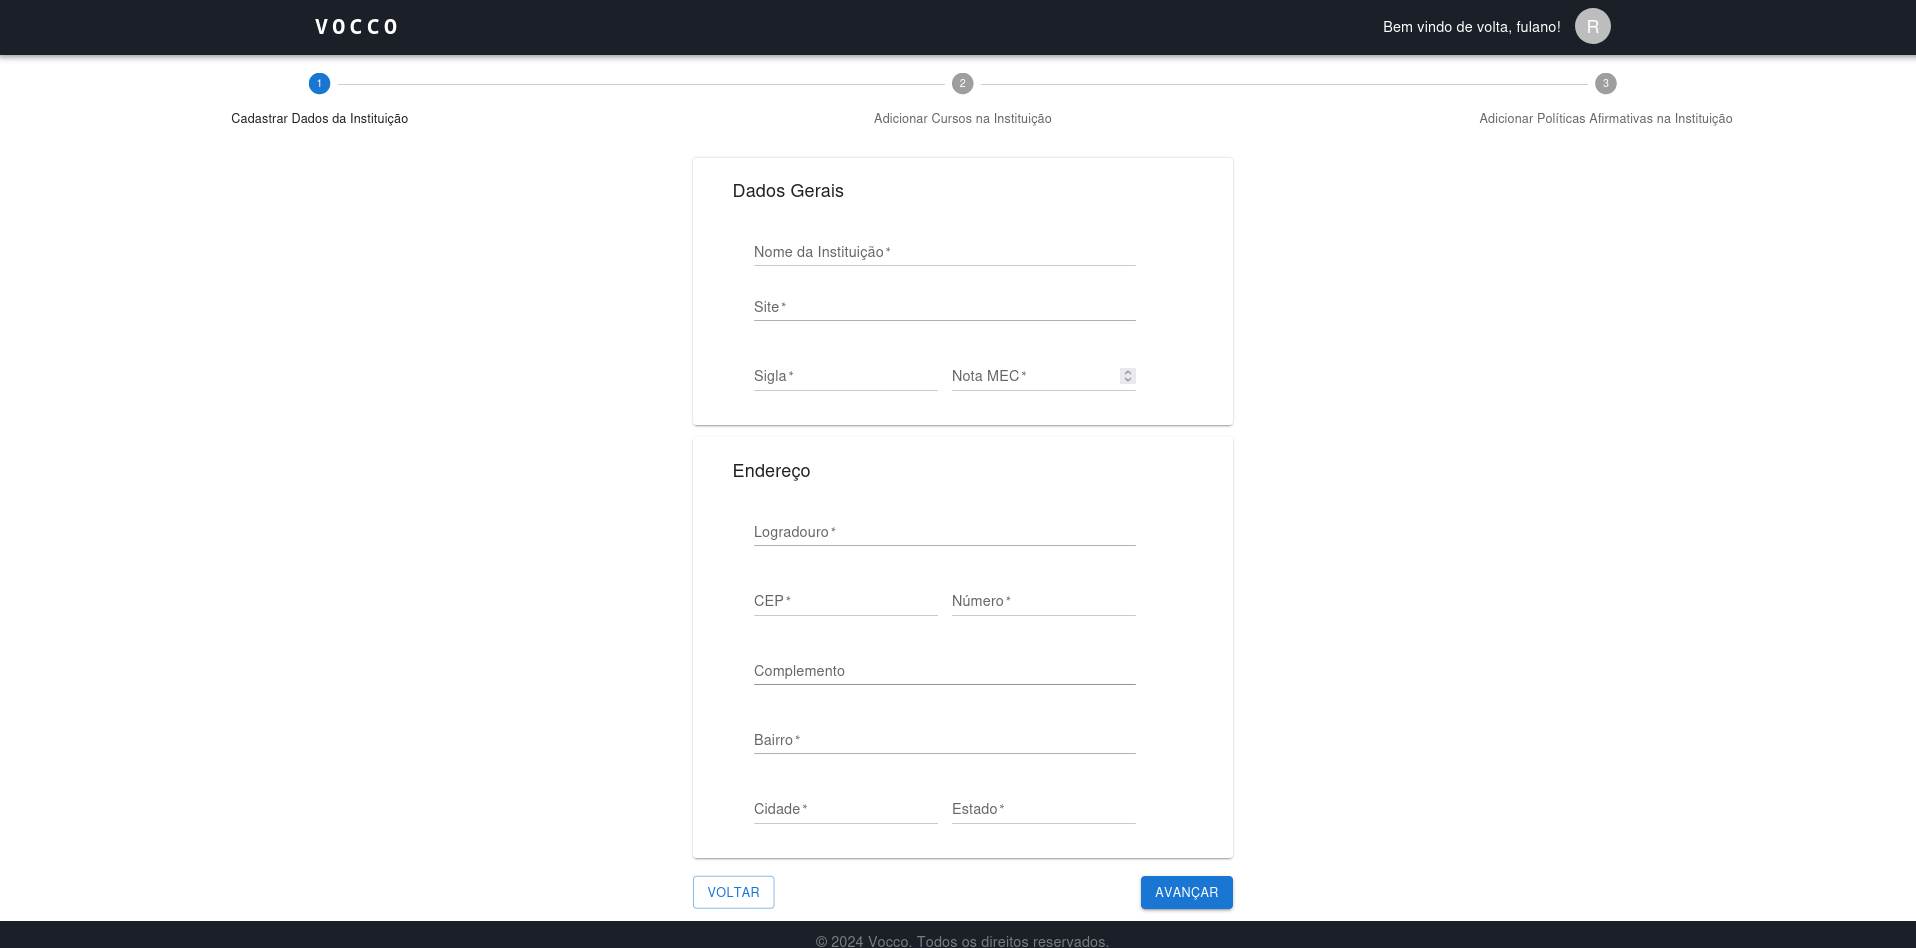 VOCCO
Bem vindo de volta, fulano! R
1 2 3
Cadastrar Dados da Instituição Adicionar Cursos na Instituição Adicionar Políticas Afirmativas na Instituição
Dados Gerais
Nome da Instituição *
Site *
Sigla * Nota MEC *
Endereço
Logradouro *
CEP * Número *
Complemento
Bairro *
Cidade * Estado *
VOLTAR AVANÇAR
© 2024 Vocco. Todos os direitos reservados.